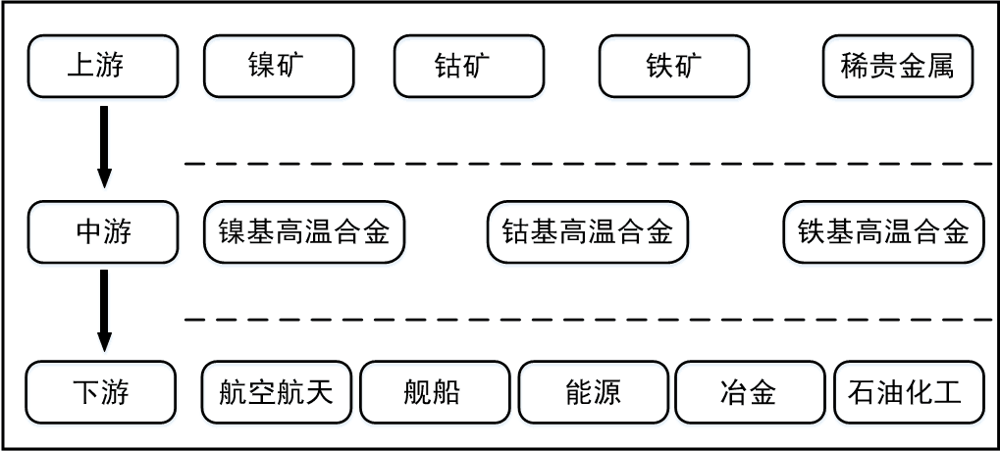 上游 镍矿 钴矿 铁矿 稀贵金属
中游 镍基高温合金 钴基高温合金 铁基高温合金
下游 航空航天 舰船 能源 冶金 石油化工